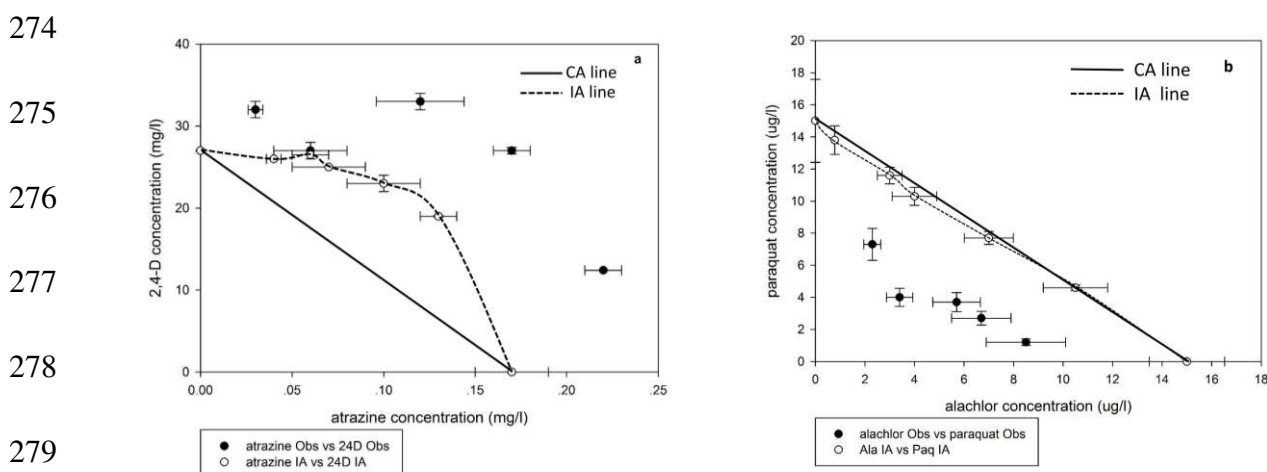 274
275
276
277
278
279
a
CA line
IA line
40
30
20
10
0
2,4-D concentration (mg/l)
0.00
.05
.10
.15
.20
.25
atrazine concentration (mg/l)
atrazine Obs vs 24D Obs
atrazine IA vs 24D IA
b
CA line
IA line
20
18
16
14
12
10
8
6
4
2
0
paraquat concentration (ug/l)
0
2
4
6
8
10
12
14
16
18
alachlor concentration (ug/l)
alachlor Obs vs paraquat Obs
Ala IA vs Paq IA